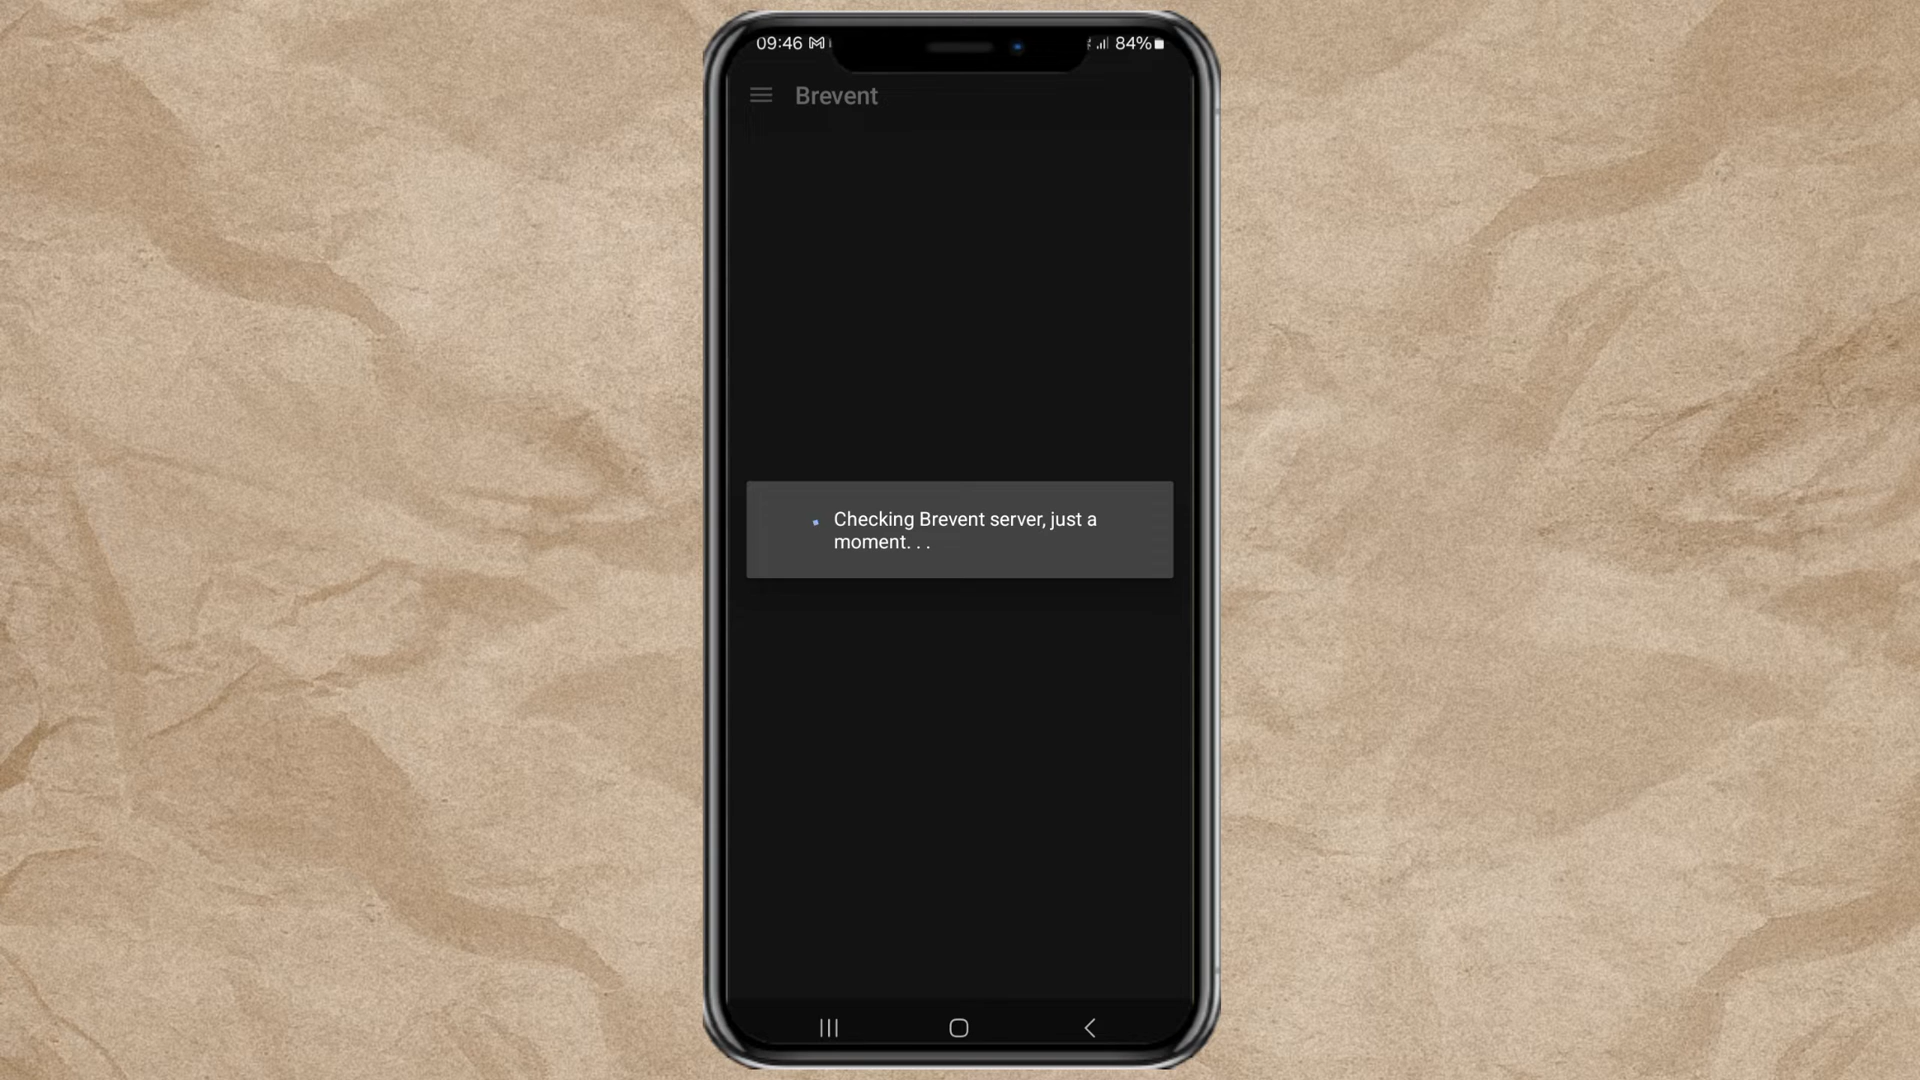 09:46
84%
Brevent
Checking Brevent server, just a
moment. . .